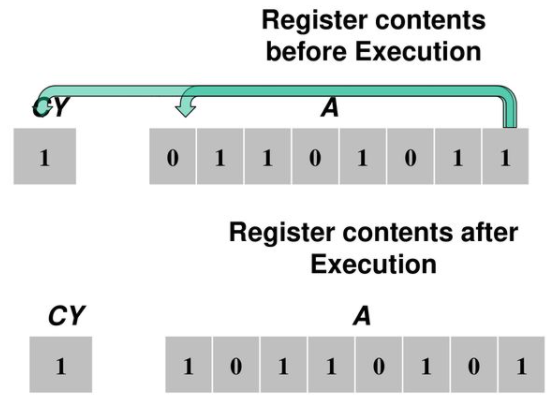 Register contents
before Execution
CY A
1 0 1 1 0 1 0 1 1
Register contents after
Execution
CY A
1 1 0 1 1 0 1 0 1